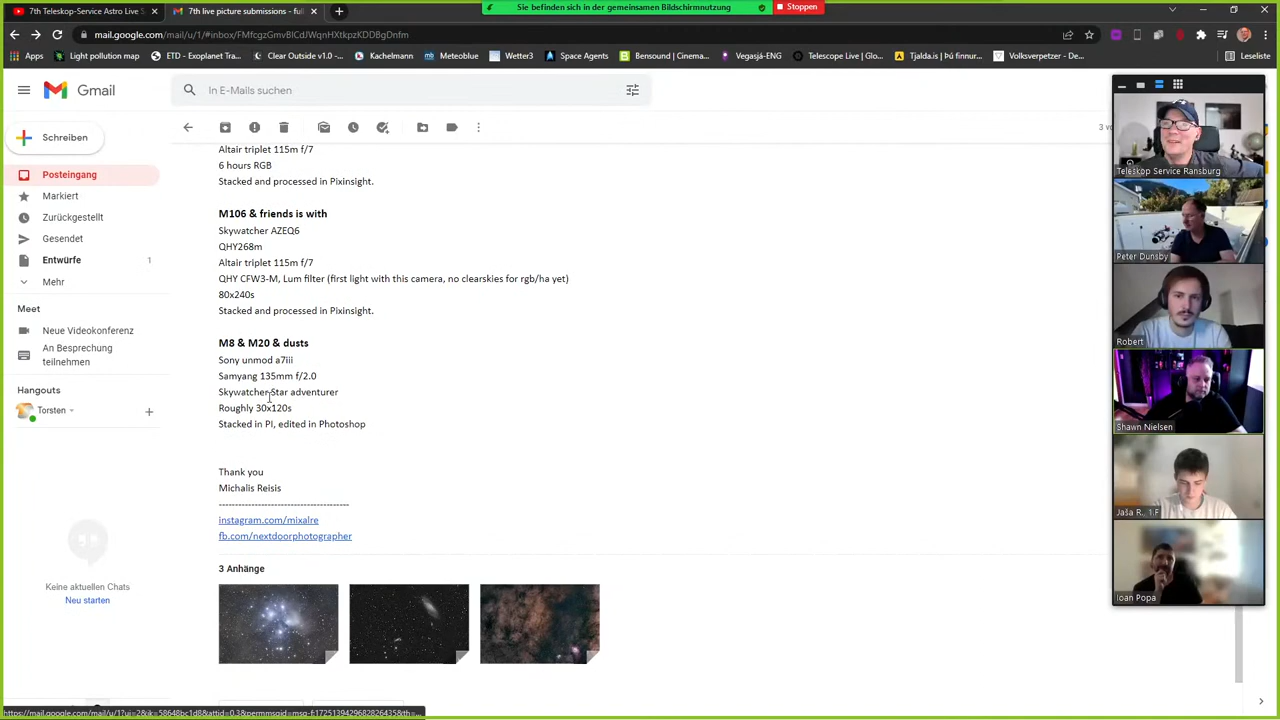 7th Teleskop-Service Astro Live S
7th live picture submissions - full
Sie befinden sich in der gemeinsamen Bildschirmnutzung
Stoppen
mail.google.com/mail/u/1/#inbox/FMfcgzGmvBlCdJWqnHXtkpzKDDBgDnfm
Apps
Light pollution map
ETD - Exoplanet Tra...
Clear Outside v1.0 -...
Kachelmann
Meteoblue
Wetter3
Space Agents
Bensound | Cinema...
Vegasjá-ENG
Telescope Live | Glo...
Tjalda.is | Þú finnur...
Volksverpetzer - De...
Leseliste
Gmail
In E-Mails suchen
Schreiben
Posteingang
Markiert
Zurückgestellt
Gesendet
Entwürfe
1
Mehr
Meet
Neue Videokonferenz
An Besprechung
teilnehmen
Hangouts
Torsten
Keine aktuellen Chats
Neu starten
Altair triplet 115m f/7
6 hours RGB
Stacked and processed in Pixinsight.
M106 & friends is with
Skywatcher AZEQ6
QHY268m
Altair triplet 115m f/7
QHY CFW3-M, Lum filter (first light with this camera, no clearskies for rgb/ha yet)
80x240s
Stacked and processed in Pixinsight.
M8 & M20 & dusts
Sony unmod a7iii
Samyang 135mm f/2.0
Skywatcher Star adventurer
Roughly 30x120s
Stacked in PI, edited in Photoshop
Thank you
Michalis Reisis
instagram.com/mixalre
fb.com/nextdoorphotographer
3 Anhänge
Teleskop Service Ransburg
Peter Dunsby
Robert
Shawn Nielsen
Jaša R., 1.F
Ioan Popa